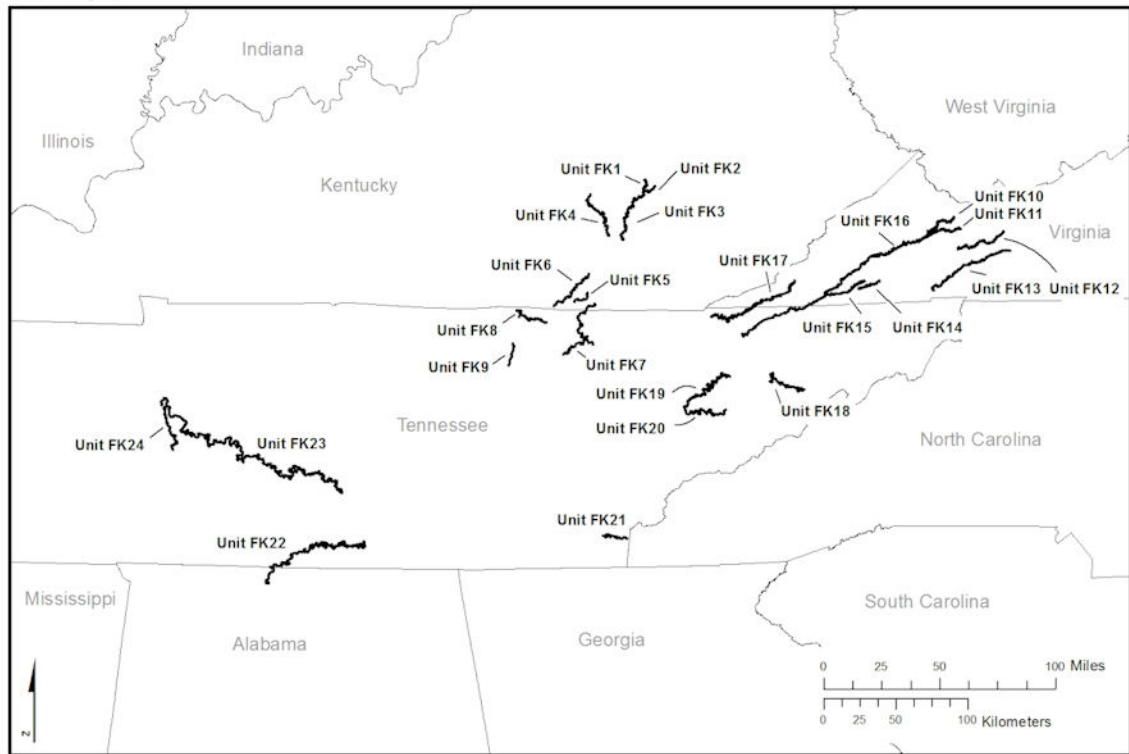 Indiana
West Virginia
Illinois
Unit FK1
Unit FK2
Kentucky
Unit FK10
Unit FK4
Unit FK3
Unit FK16
Unit FK11
Virginia
Unit FK6
Unit FK17
Unit FK5
Unit FK13
Unit FK12
Unit FK8
Unit FK15
Unit FK14
Unit FK9
Unit FK7
Unit FK19
Unit FK18
Tennessee
Unit FK20
Unit FK24
Unit FK23
North Carolina
Unit FK21
Unit FK22
Mississippi
South Carolina
Alabama
Georgia
0 25 50 100 Miles
0 25 50 100 Kilometers
N